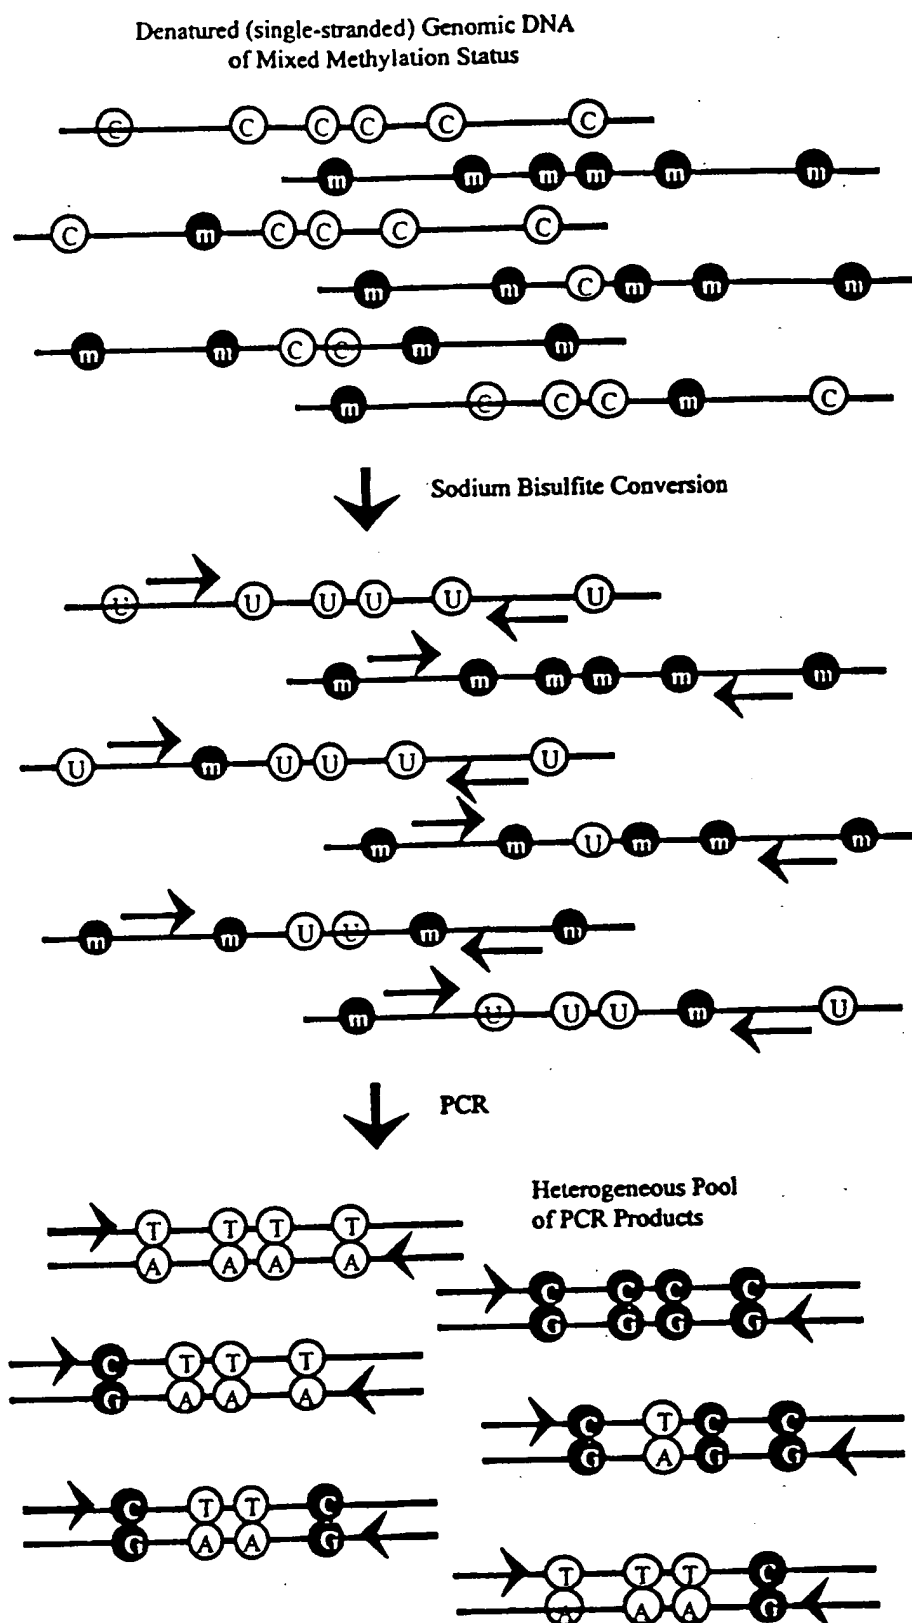 Denatured (single-stranded) Genomic DNA
of Mixed Methylation Status
C C C C C C
m m m m m m
C m C C C C
m m C m m m
m m C C m m
m C C C m C
Sodium Bisulfite Conversion
U U U U U U
m m m m m m
U m U U U U
m m U m m m
m m U U m m
m U U U m U
PCR
Heterogeneous Pool
of PCR Products
T T T T
A A A A
C C C C
G G G G
C T T T
G A A A
C T C C
G A G G
C T T C
G A A G
T T T C
A A A G